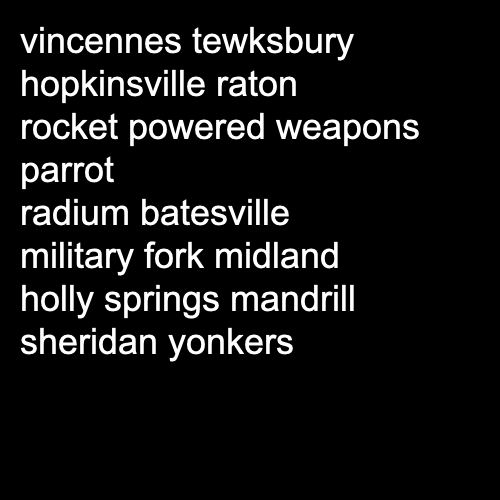 vincennes tewksbury
hopkinsville raton
rocket powered weapons
parrot
radium batesville
military fork midland
holly springs mandrill
sheridan yonkers